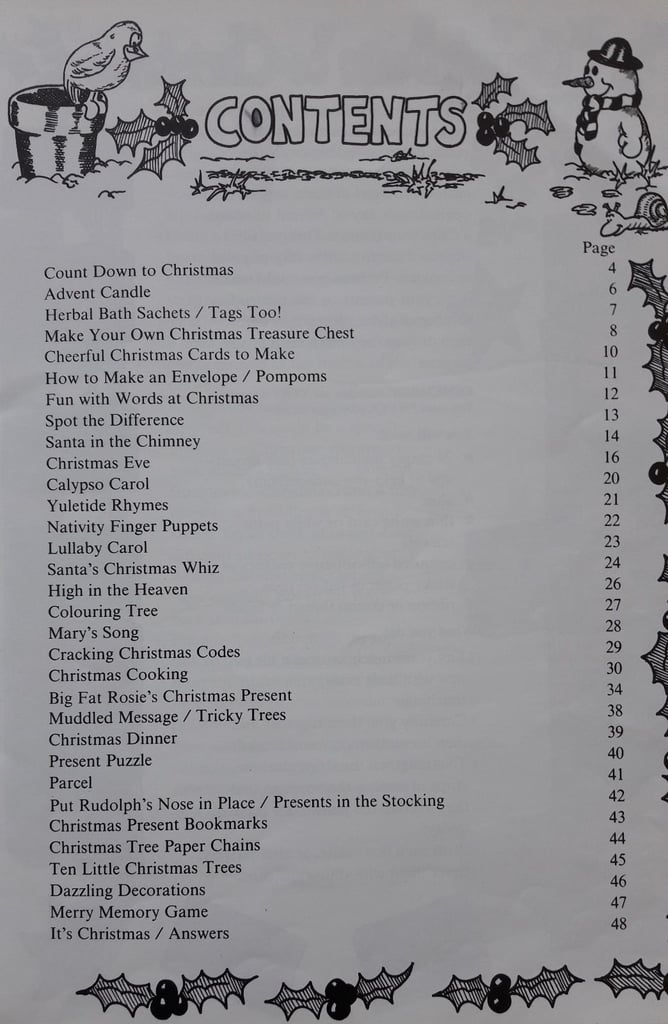 CONTENTS
Page
Count Down to Christmas 4
Advent Candle 6
Herbal Bath Sachets / Tags Too! 7
Make Your Own Christmas Treasure Chest 8
Cheerful Christmas Cards to Make 10
How to Make an Envelope / Pompoms 11
Fun with Words at Christmas 12
Spot the Difference 13
Santa in the Chimney 14
Christmas Eve 16
Calypso Carol 20
Yuletide Rhymes 21
Nativity Finger Puppets 22
Lullaby Carol 23
Santa's Christmas Whiz 24
High in the Heaven 26
Colouring Tree 27
Mary's Song 28
Cracking Christmas Codes 29
Christmas Cooking 30
Big Fat Rosie's Christmas Present 34
Muddled Message / Tricky Trees 38
Christmas Dinner 39
Present Puzzle 40
Parcel 41
Put Rudolph's Nose in Place / Presents in the Stocking 42
Christmas Present Bookmarks 43
Christmas Tree Paper Chains 44
Ten Little Christmas Trees 45
Dazzling Decorations 46
Merry Memory Game 47
It's Christmas / Answers 48